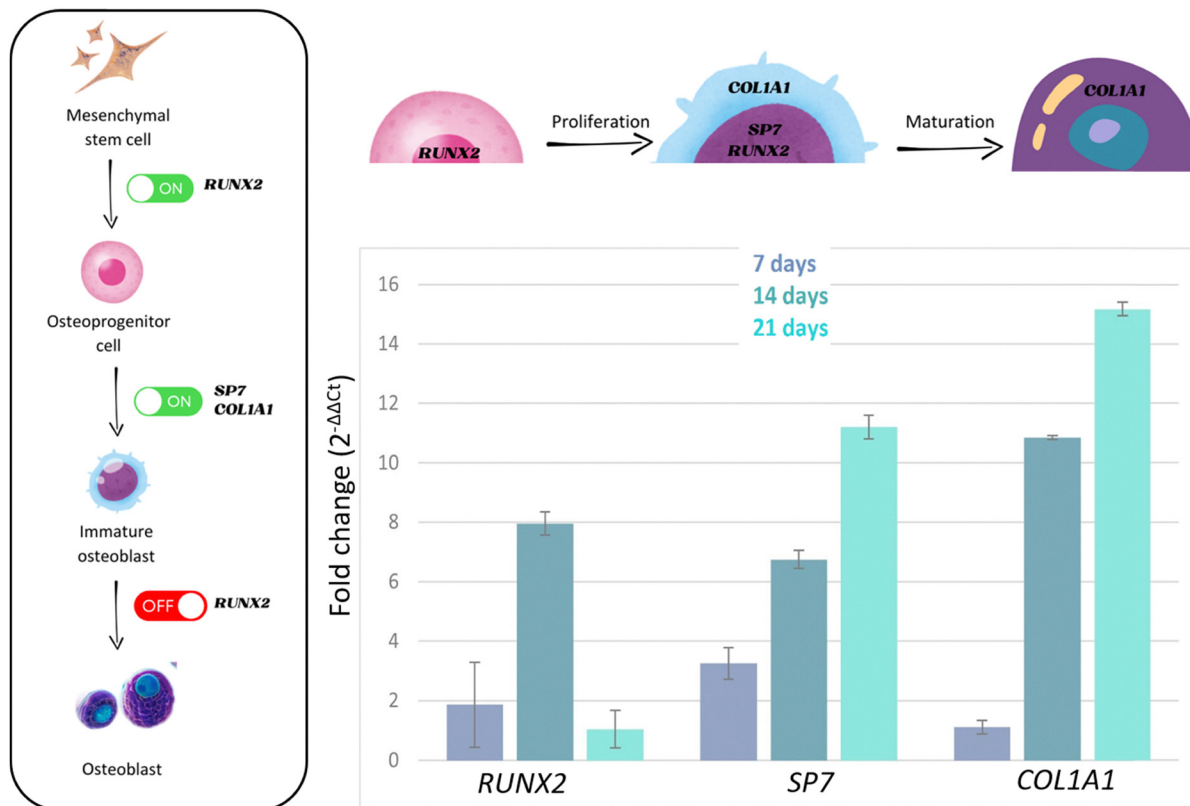 Mesenchymal
stem cell
ON
RUNX2
Osteoprogenitor
cell
ON
SP7
COL1A1
Immature
osteoblast
OFF
RUNX2
Osteoblast
RUNX2
Proliferation
COL1A1
SP7
RUNX2
Maturation
COL1A1
7 days
14 days
21 days
Fold change (2^-ΔΔCt)
16
14
12
10
8
6
4
2
0
RUNX2
SP7
COL1A1